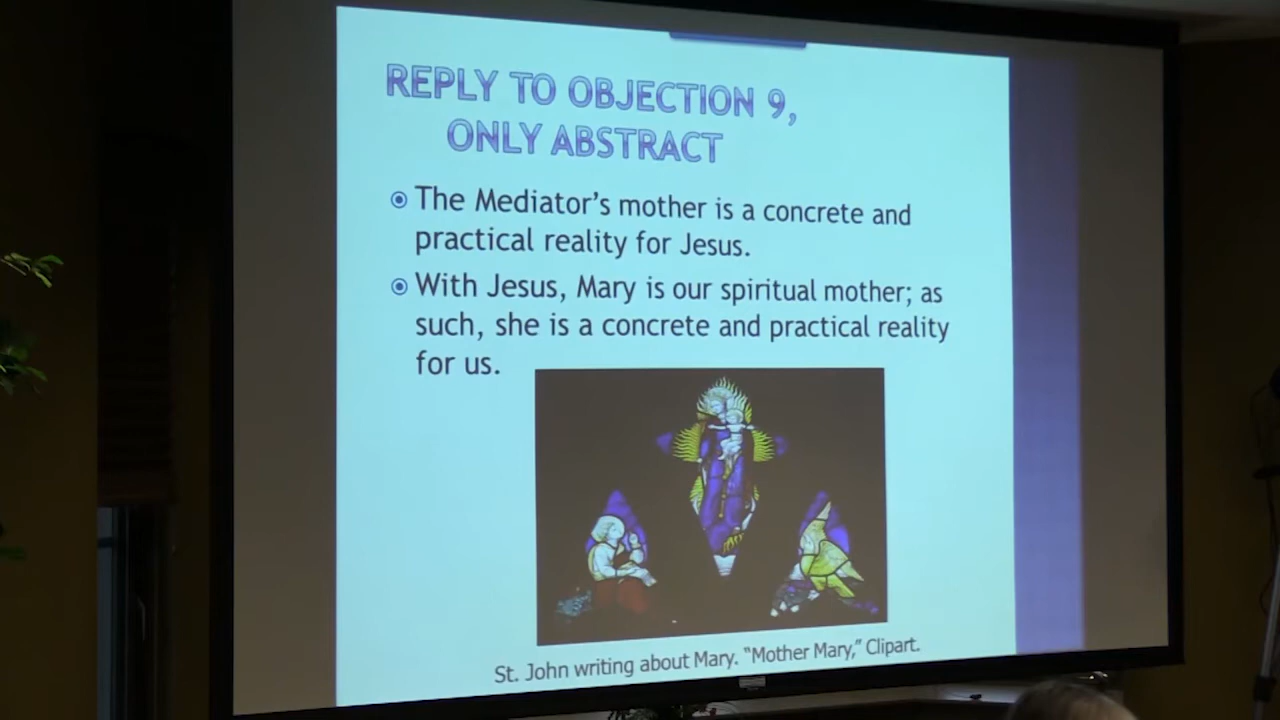 REPLY TO OBJECTION 9,
ONLY ABSTRACT
The Mediator's mother is a concrete and
practical reality for Jesus.
With Jesus, Mary is our spiritual mother; as
such, she is a concrete and practical reality
for us.
St. John writing about Mary. "Mother Mary," Clipart.